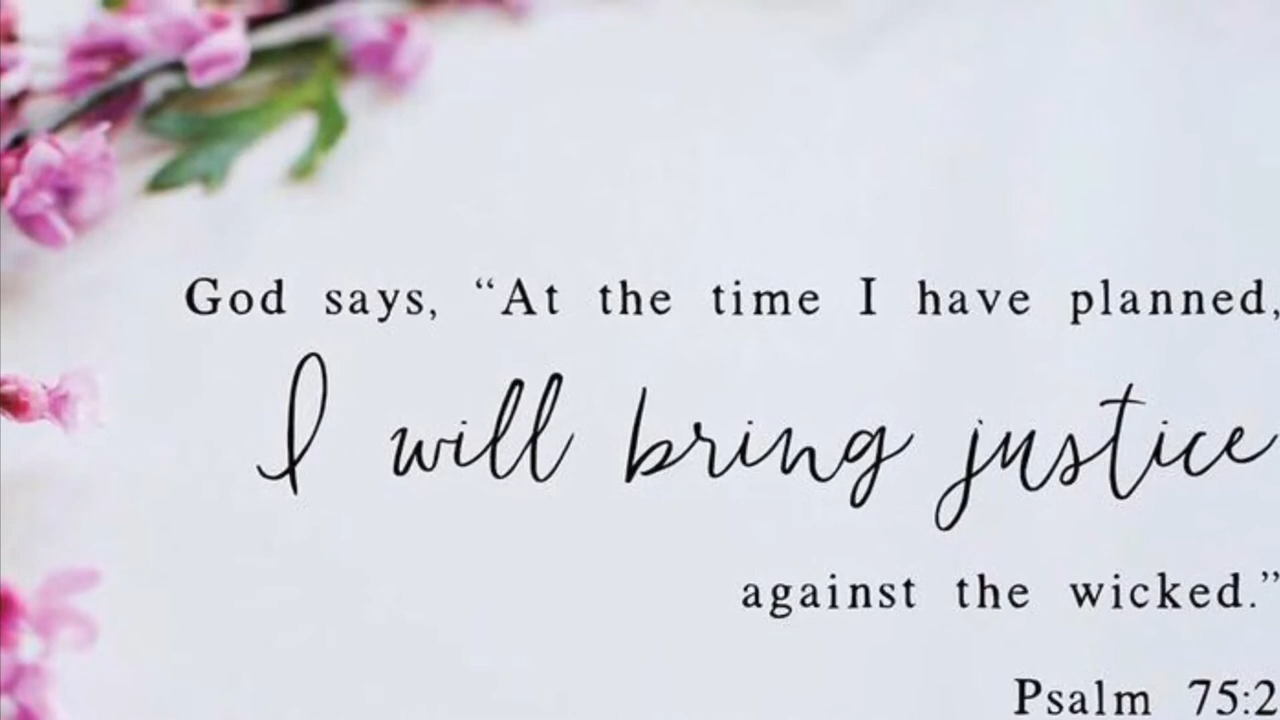 God says, “At the time I have planned,
I will bring justice
against the wicked.”
Psalm 75:2